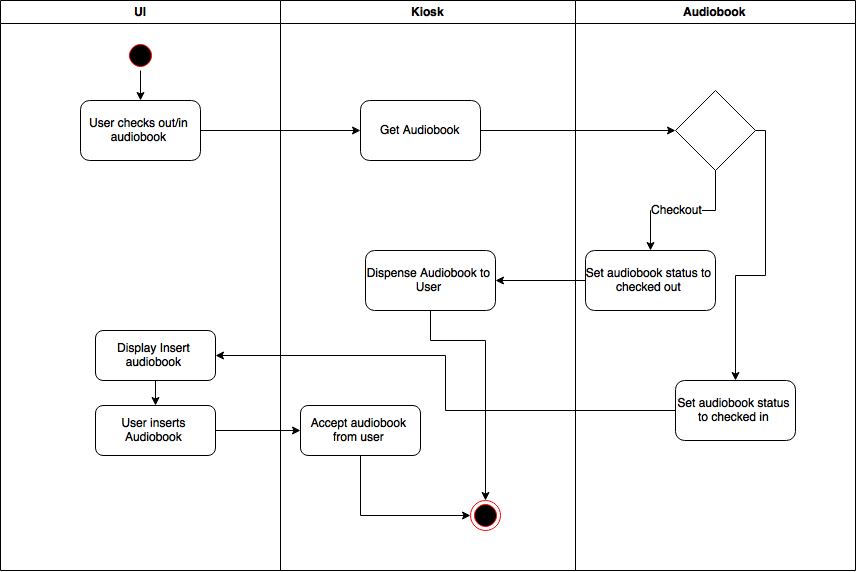 UI
Kiosk
Audiobook
User checks out/in
audiobook
Get Audiobook
Checkout
Dispense Audiobook to
User
Set audiobook status to
checked out
Display Insert
audiobook
Set audiobook status
to checked in
User inserts
Audiobook
Accept audiobook
from user